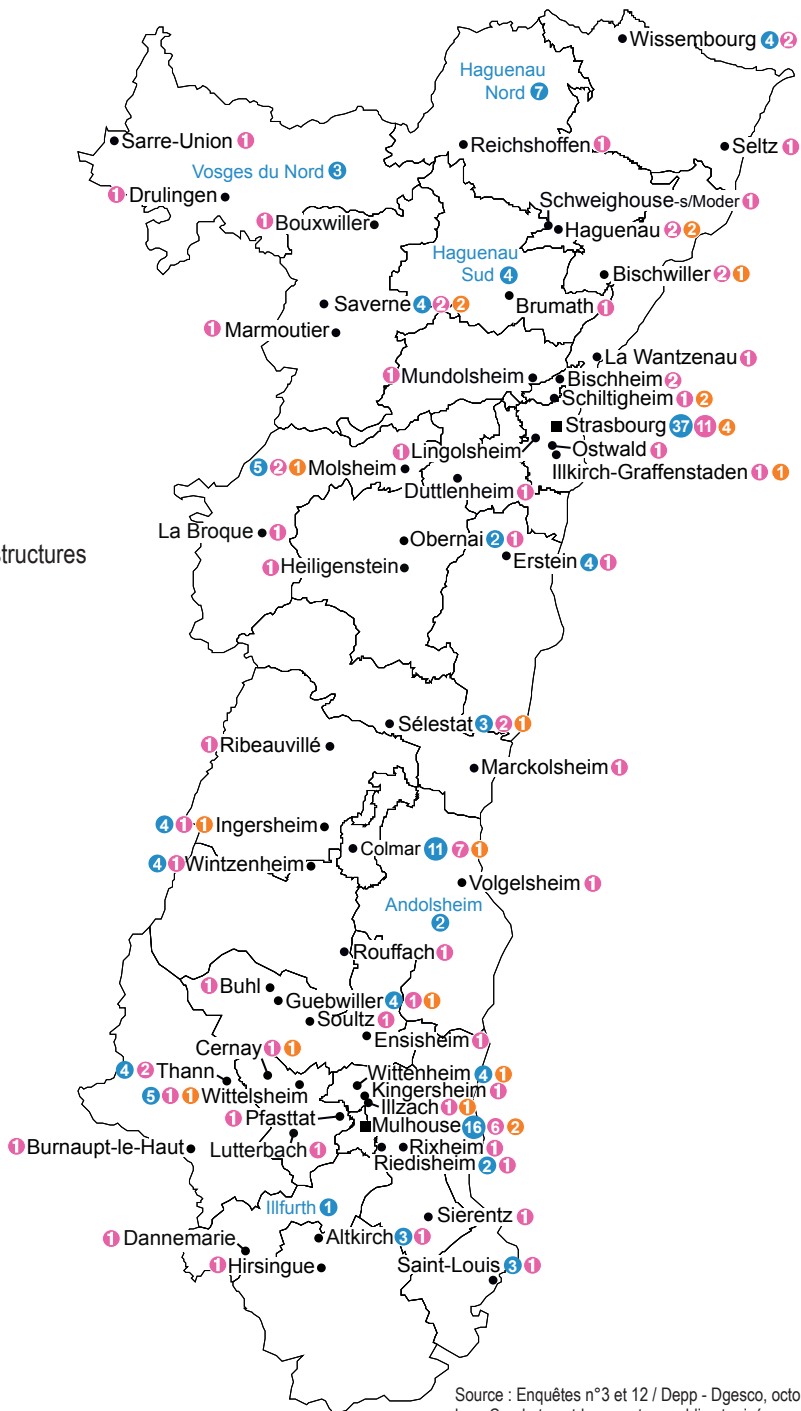 Wissembourg 4 2
Haguenau
Nord 7
Sarre-Union 1
Reichshoffen 1
Seltz 1
Vosges du Nord 3
1 Drulingen
Schweighouse-s/Moder 1
1 Bouxwiller
Haguenau 2 2
Haguenau
Sud 4
Bischwiller 2 1
Saverne 4 2 2
Brumath 1
1 Marmoutier
La Wantzenau 1
1 Mundolsheim
Bischheim 2
Schiltigheim 1 2
Strasbourg 37 11 4
1 Lingolsheim
Ostwald 1
5 2 1 Molsheim
Illkirch-Graffenstaden 1 1
Duttlenheim 1
La Broque 1
Obernai 2 1
structures
Erstein 4 1
1 Heiligenstein
Sélestat 3 2 1
1 Ribeauvillé
Marckolsheim 1
4 1 1 Ingersheim
Colmar 11 7 1
4 1 Wintzenheim
Volgelsheim 1
Andolsheim
2
Rouffach 1
1 Buhl
Guebwiller 4 1 1
Soultz 1
Ensisheim 1
Cernay 1 1
4 2 Thann
Wittenheim 4 1
5 1 1 Wittelsheim
Kingersheim 1
Illzach 1 1
1 Pfasttat
Mulhouse 16 6 2
1 Burnaupt-le-Haut
Lutterbach 1
Rixheim 1
Riedisheim 2 1
Illfurth 1
Sierentz 1
1 Dannemarie
Altkirch 3 1
1 Hirsingue
Saint-Louis 3 1
Source : Enquêtes n°3 et 12 / Depp - Dgesco, octo